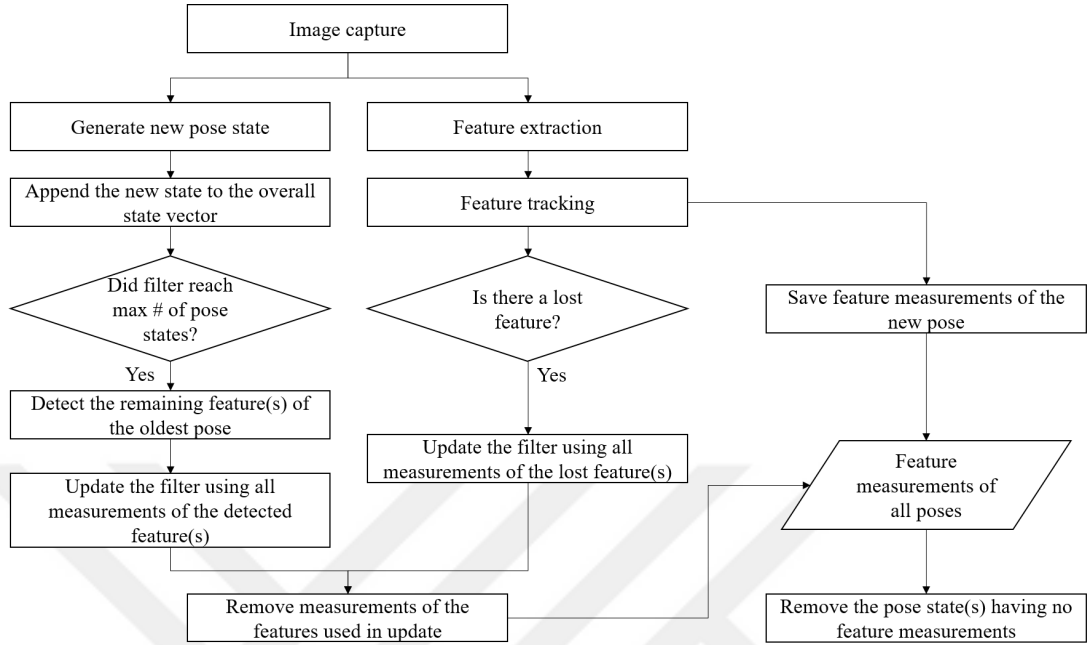 Image capture
Generate new pose state
Feature extraction
Append the new state to the overall
state vector
Feature tracking
Did filter reach
max # of pose
states?
Is there a lost
feature?
Save feature measurements of the
new pose
Yes
Yes
Detect the remaining feature(s) of
the oldest pose
Update the filter using all
measurements of the lost feature(s)
Feature
measurements of
all poses
Update the filter using all
measurements of the detected
feature(s)
Remove measurements of the
features used in update
Remove the pose state(s) having no
feature measurements